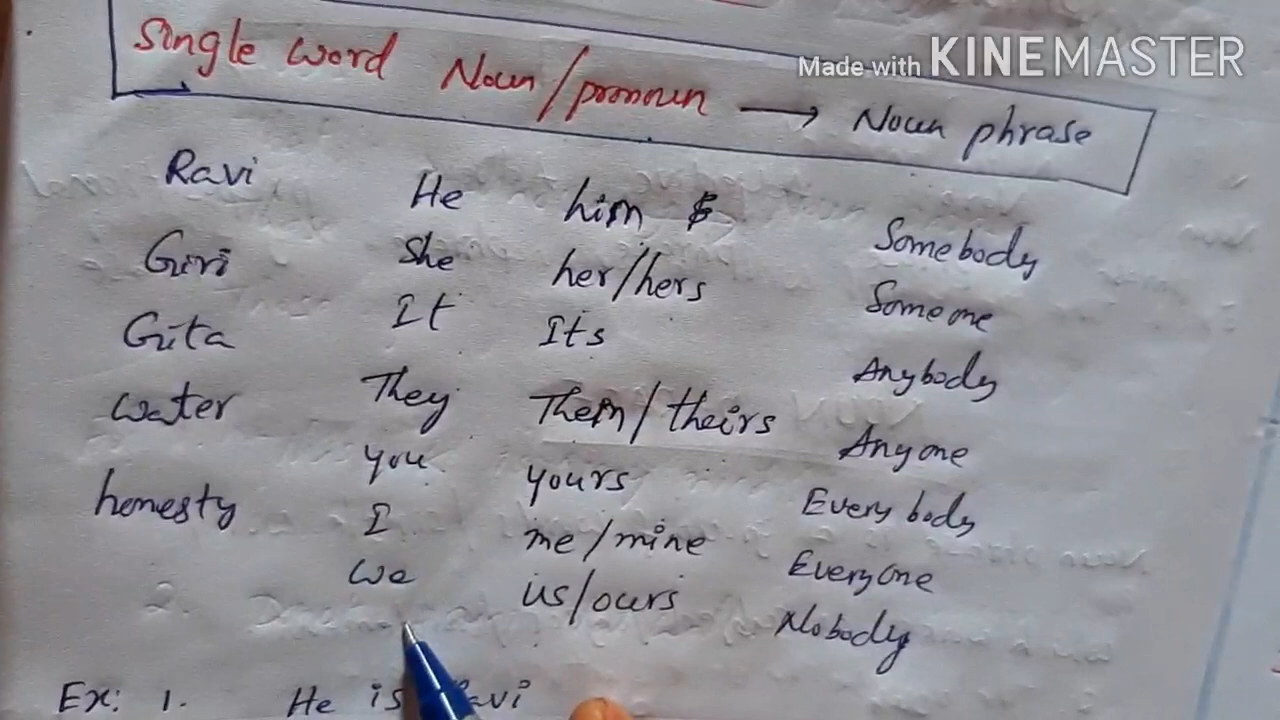 Made with KINEMASTER
Single word Noun/pronoun → Noun phrase
Ravi He him Somebody
Giri She her/hers Someone
Gita It Its Anybody
water They Them/theirs Anyone
honesty you yours Everybody
I me/mine Everyone
we us/ours Nobody
Ex: 1. He is Ravi